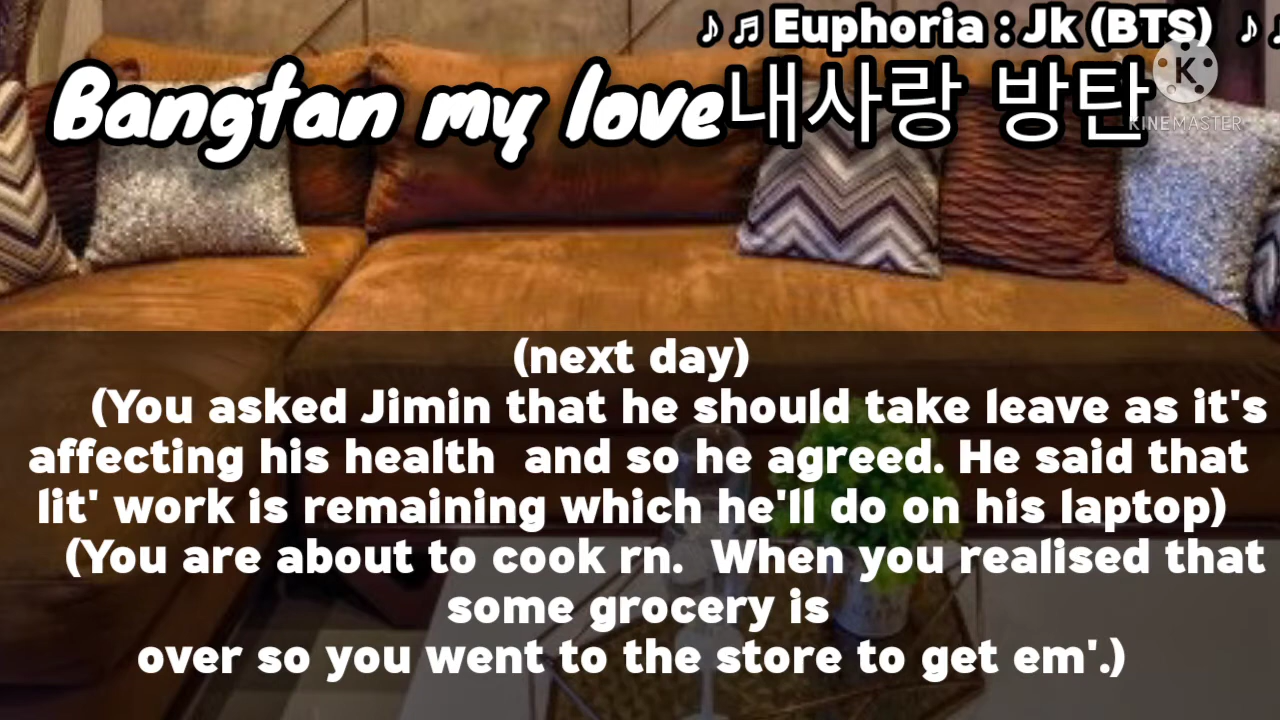 ♪ ♬ Euphoria : Jk (BTS) ♪
Bangtan my love내사랑 방탄
K
KINEMASTER
(next day)
(You asked Jimin that he should take leave as it's
affecting his health and so he agreed. He said that
lit' work is remaining which he'll do on his laptop)
(You are about to cook rn. When you realised that
some grocery is
over so you went to the store to get em'.)